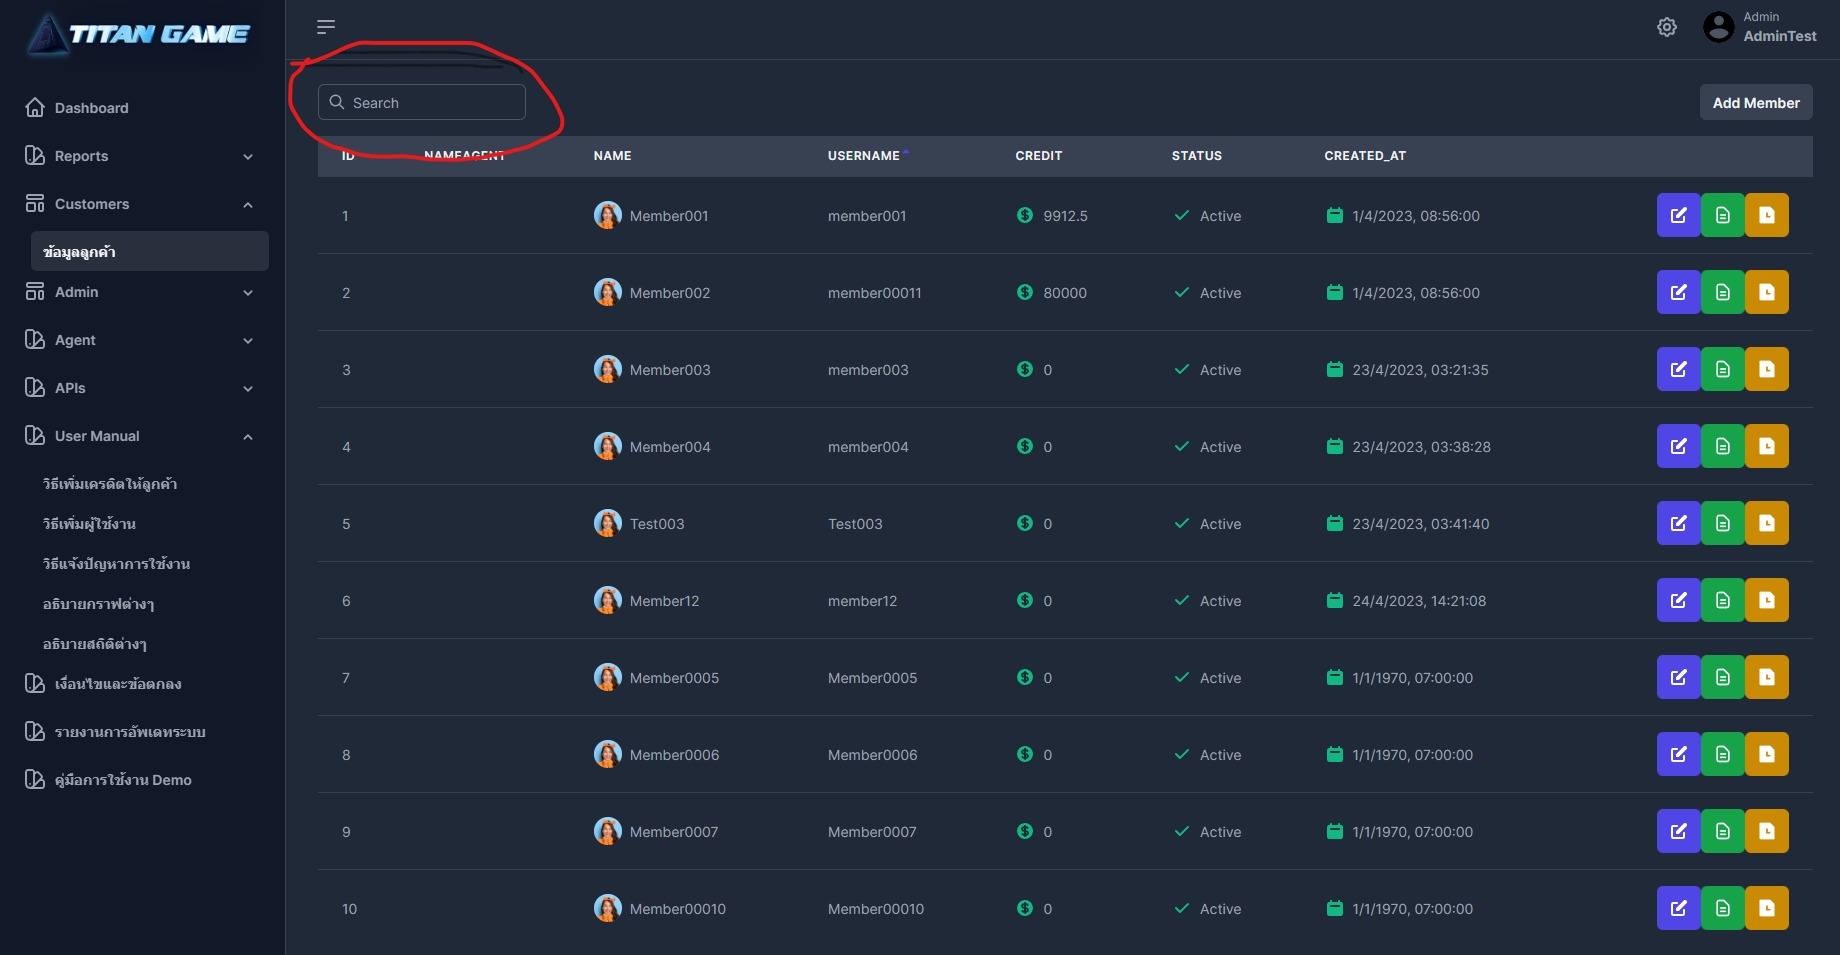 TITAN GAME
Admin
AdminTest
Dashboard
Reports
Customers
ข้อมูลลูกค้า
Admin
Agent
APIs
User Manual
วิธีเพิ่มเครดิตให้ลูกค้า
วิธีเพิ่มผู้ใช้งาน
วิธีแจ้งปัญหาการใช้งาน
อธิบายกราฟต่างๆ
อธิบายสถิติต่างๆ
เงื่อนไขและข้อตกลง
รายงานการอัพเดทระบบ
คู่มือการใช้งาน Demo
Search
Add Member
ID NAMEAGENT NAME USERNAME CREDIT STATUS CREATED_AT
1 Member001 member001 9912.5 Active 1/4/2023, 08:56:00
2 Member002 member00011 80000 Active 1/4/2023, 08:56:00
3 Member003 member003 0 Active 23/4/2023, 03:21:35
4 Member004 member004 0 Active 23/4/2023, 03:38:28
5 Test003 Test003 0 Active 23/4/2023, 03:41:40
6 Member12 member12 0 Active 24/4/2023, 14:21:08
7 Member0005 Member0005 0 Active 1/1/1970, 07:00:00
8 Member0006 Member0006 0 Active 1/1/1970, 07:00:00
9 Member0007 Member0007 0 Active 1/1/1970, 07:00:00
10 Member00010 Member00010 0 Active 1/1/1970, 07:00:00